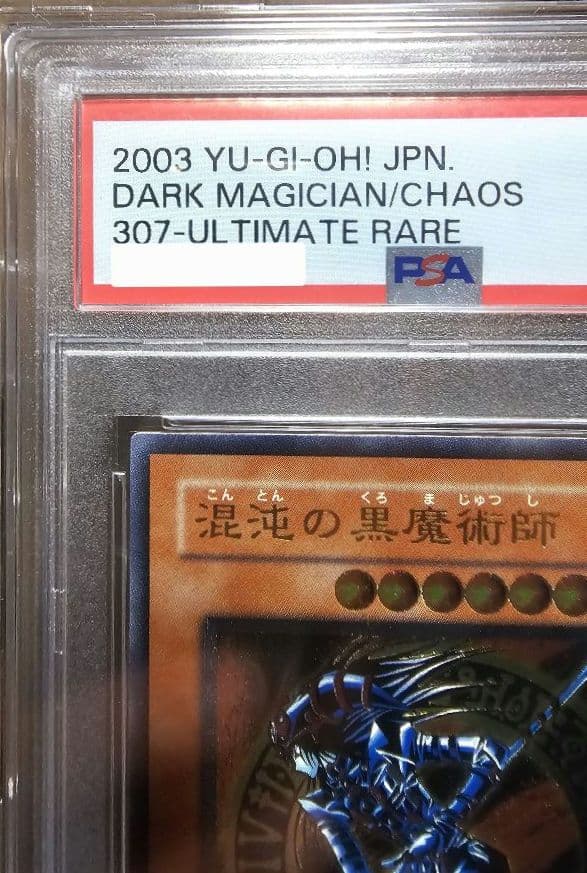 2003 YU-GI-OH! JPN.
DARK MAGICIAN/CHAOS
307-ULTIMATE RARE
PSA
こん とん くろ ま じゅつ し
混沌の黒魔術師